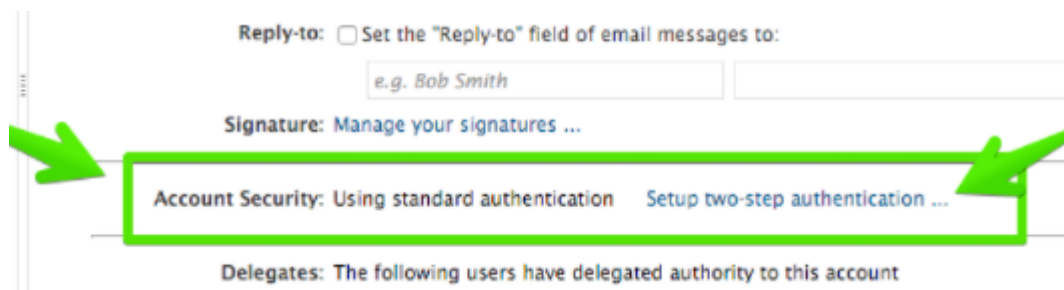 Reply-to: Set the "Reply-to" field of email messages to:
e.g. Bob Smith
Signature: Manage your signatures ...
Account Security: Using standard authentication Setup two-step authentication ...
Delegates: The following users have delegated authority to this account